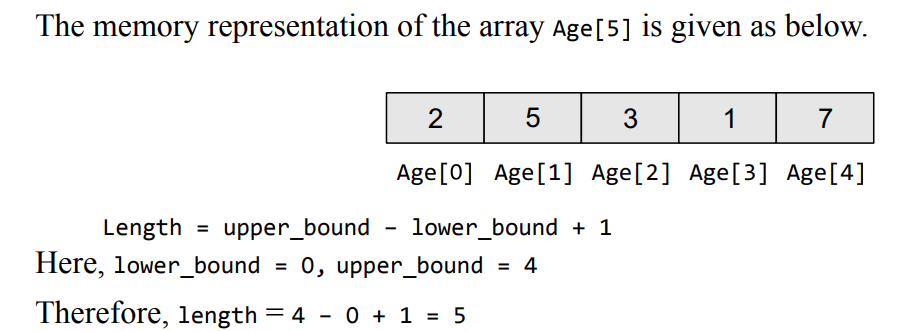 The memory representation of the array Age[5] is given as below.
2 5 3 1 7
Age[0] Age[1] Age[2] Age[3] Age[4]
Length = upper_bound – lower_bound + 1
Here, lower_bound = 0, upper_bound = 4
Therefore, length = 4 – 0 + 1 = 5